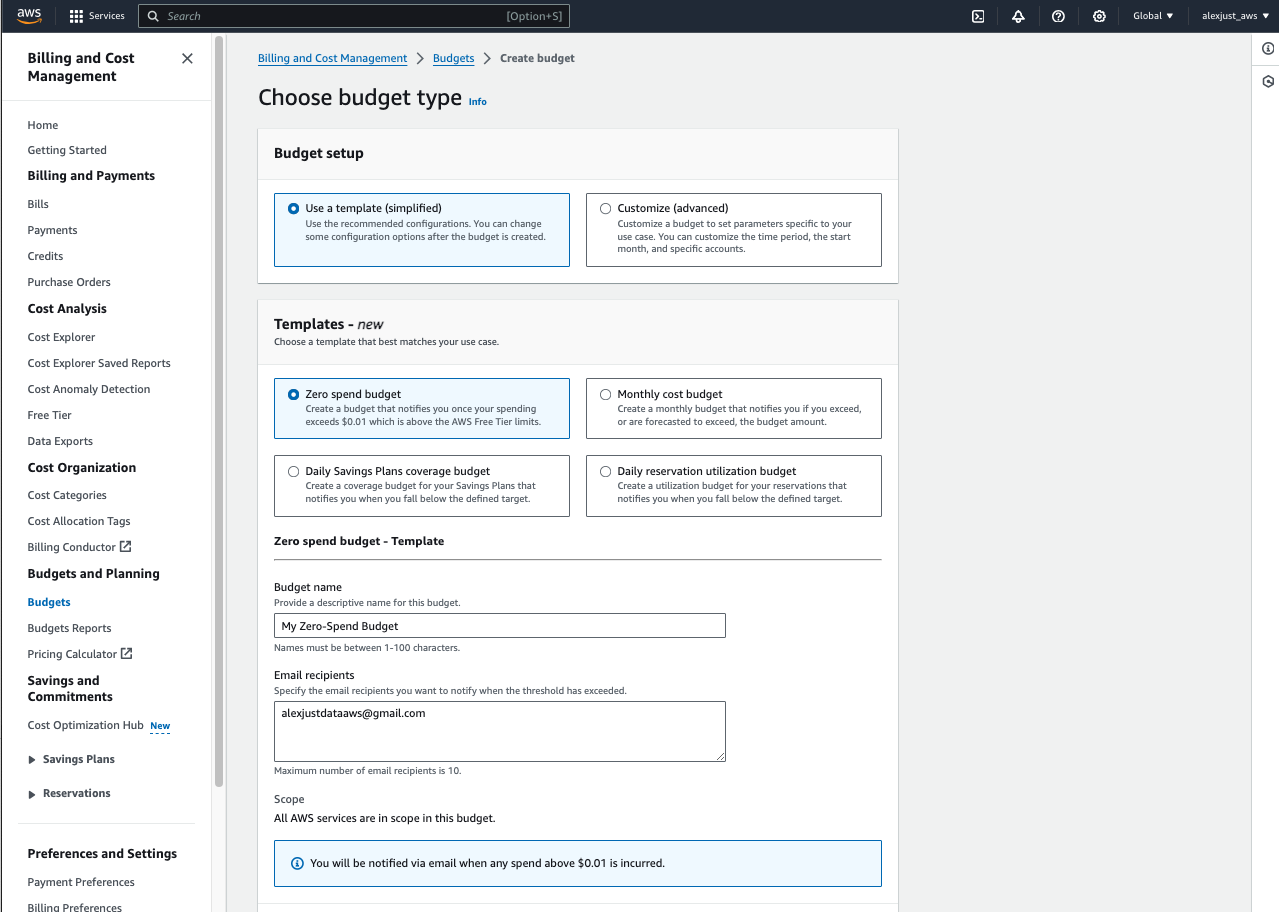 aws
Services
Search
[Option+S]
Global
alexjust_aws
Billing and Cost
Management
Home
Getting Started
Billing and Payments
Bills
Payments
Credits
Purchase Orders
Cost Analysis
Cost Explorer
Cost Explorer Saved Reports
Cost Anomaly Detection
Free Tier
Data Exports
Cost Organization
Cost Categories
Cost Allocation Tags
Billing Conductor
Budgets and Planning
Budgets
Budgets Reports
Pricing Calculator
Savings and
Commitments
Cost Optimization Hub New
Savings Plans
Reservations
Preferences and Settings
Payment Preferences
Billing Preferences
Billing and Cost Management > Budgets > Create budget
Choose budget type Info
Budget setup
Use a template (simplified)
Use the recommended configurations. You can change
some configuration options after the budget is created.
Customize (advanced)
Customize a budget to set parameters specific to your
use case. You can customize the time period, the start
month, and specific accounts.
Templates - new
Choose a template that best matches your use case.
Zero spend budget
Create a budget that notifies you once your spending
exceeds $0.01 which is above the AWS Free Tier limits.
Monthly cost budget
Create a monthly budget that notifies you if you exceed,
or are forecasted to exceed, the budget amount.
Daily Savings Plans coverage budget
Create a coverage budget for your Savings Plans that
notifies you when you fall below the defined target.
Daily reservation utilization budget
Create a utilization budget for your reservations that
notifies you when you fall below the defined target.
Zero spend budget - Template
Budget name
Provide a descriptive name for this budget.
My Zero-Spend Budget
Names must be between 1-100 characters.
Email recipients
Specify the email recipients you want to notify when the threshold has exceeded.
alexjustdataaws@gmail.com
Maximum number of email recipients is 10.
Scope
All AWS services are in scope in this budget.
You will be notified via email when any spend above $0.01 is incurred.